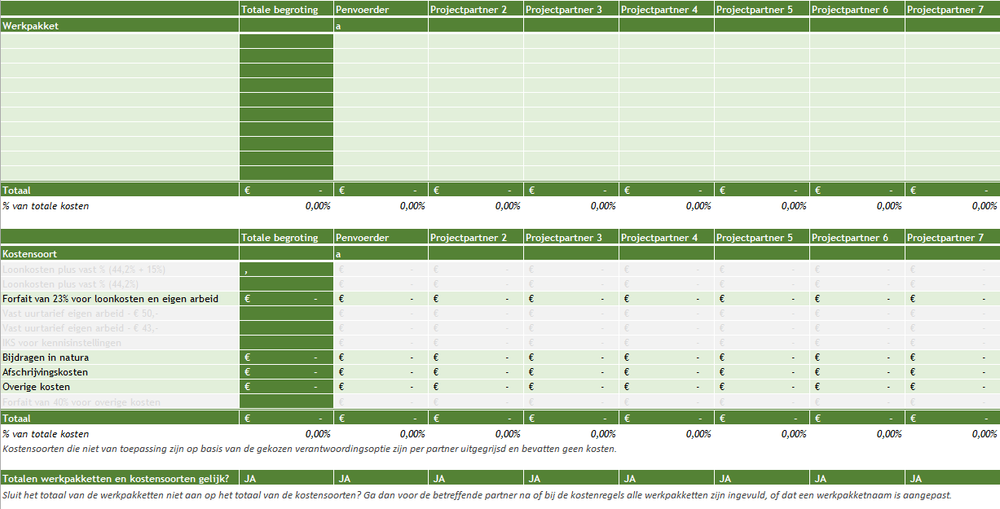 Totale begroting Penvoerder Projectpartner 2 Projectpartner 3 Projectpartner 4 Projectpartner 5 Projectpartner 6 Projectpartner 7
Werkpakket a
Totaal € - € - € - € - € - € - € - € -
% van totale kosten 0,00% 0,00% 0,00% 0,00% 0,00% 0,00% 0,00% 0,00%
Totale begroting Penvoerder Projectpartner 2 Projectpartner 3 Projectpartner 4 Projectpartner 5 Projectpartner 6 Projectpartner 7
Kostensoort a
Loonkosten plus vast % (44,2% + 15%) , € - € - € - € - € - € - € -
Loonkosten plus vast % (44,2%) € - € - € - € - € - € - € -
Forfait van 23% voor loonkosten en eigen arbeid € - € - € - € - € - € - € - € -
Vast uurtarief eigen arbeid - € 50,- € - € - € - € - € - € - € -
Vast uurtarief eigen arbeid - € 43,- € - € - € - € - € - € - € -
IKS voor kennisinstellingen € - € - € - € - € - € - € -
Bijdragen in natura € - € - € - € - € - € - € - € -
Afschrijvingskosten € - € - € - € - € - € - € - € -
Overige kosten € - € - € - € - € - € - € - € -
Forfait van 40% voor overige kosten € - € - € - € - € - € - € -
Totaal € - € - € - € - € - € - € - € -
% van totale kosten 0,00% 0,00% 0,00% 0,00% 0,00% 0,00% 0,00% 0,00%
Kostensoorten die niet van toepassing zijn op basis van de gekozen verantwoordingsoptie zijn per partner uitgegrijsd en bevatten geen kosten.
Totalen werkpakketten en kostensoorten gelijk? JA JA JA JA JA JA JA JA
Sluit het totaal van de werkpakketten niet aan op het totaal van de kostensoorten? Ga dan voor de betreffende partner na of bij de kostenregels alle werkpakketten zijn ingevuld, of dat een werkpakketnaam is aangepast.